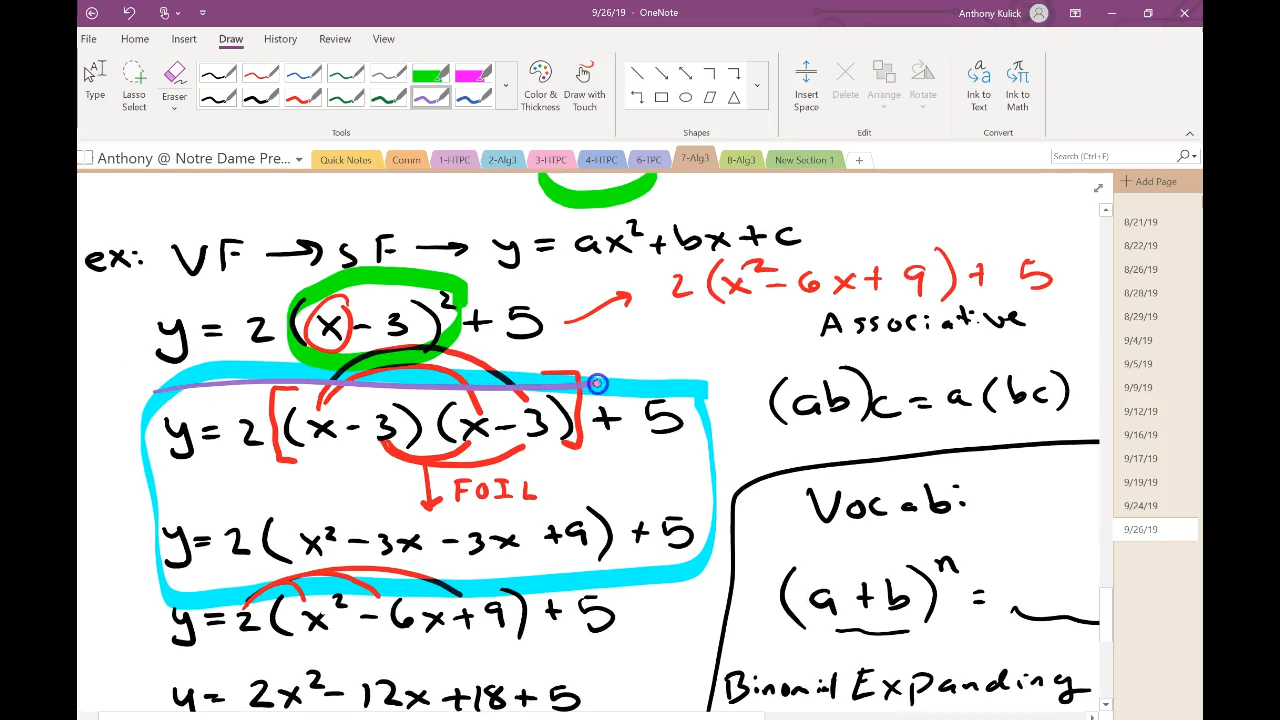 9/26/19 - OneNote
Anthony Kulick
File Home Insert Draw History Review View
Type
Lasso Select
Eraser
Color & Thickness
Draw with Touch
Insert Space
Delete
Arrange
Rotate
Ink to Text
Ink to Math
Tools
Shapes
Edit
Convert
Anthony @ Notre Dame Pre...
Quick Notes Comm 1-HTPC 2-Alg3 3-HTPC 4-HTPC 6-TPC 7-Alg3 8-Alg3 New Section 1 +
Search (Ctrl+F)
+ Add Page
8/21/19
8/22/19
8/26/19
8/28/19
8/29/19
9/4/19
9/5/19
9/9/19
9/12/19
9/16/19
9/17/19
9/19/19
9/24/19
9/26/19
ex: VF → SF → y = ax² + bx + c
2(x² - 6x + 9) + 5
y = 2(x - 3)² + 5
Associative
(ab)c = a(bc)
y = 2[(x - 3)(x - 3)] + 5
FOIL
y = 2(x² - 3x - 3x + 9) + 5
y = 2(x² - 6x + 9) + 5
y = 2x² - 12x + 18 + 5
Vocab:
(a + b)ⁿ = __
Binomial Expanding